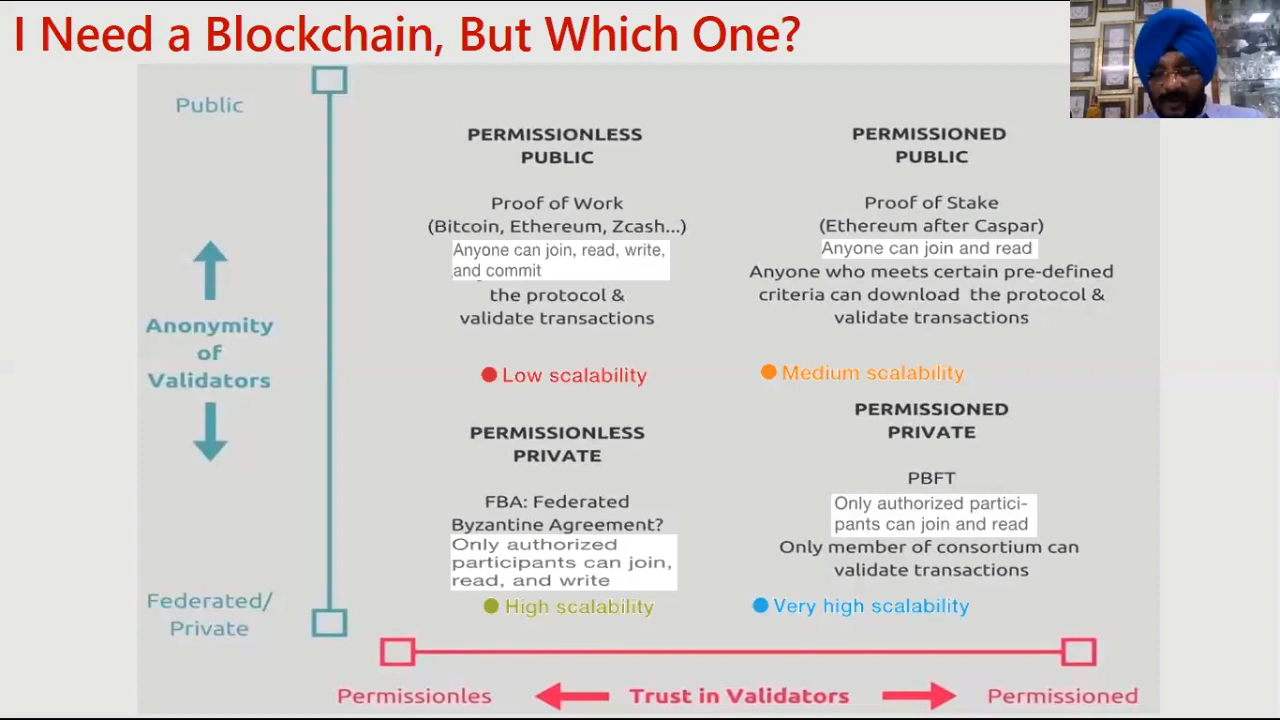 I Need a Blockchain, But Which One?
Public
Anonymity
of
Validators
Federated/
Private
PERMISSIONLESS
PUBLIC
Proof of Work
(Bitcoin, Ethereum, Zcash...)
Anyone can join, read, write,
and commit
the protocol &
validate transactions
Low scalability
PERMISSIONED
PUBLIC
Proof of Stake
(Ethereum after Caspar)
Anyone can join and read
Anyone who meets certain pre-defined
criteria can download the protocol &
validate transactions
Medium scalability
PERMISSIONLESS
PRIVATE
FBA: Federated
Byzantine Agreement?
Only authorized
participants can join,
read, and write
High scalability
PERMISSIONED
PRIVATE
PBFT
Only authorized partici-
pants can join and read
Only member of consortium can
validate transactions
Very high scalability
Permissionles
Trust in Validators
Permissioned